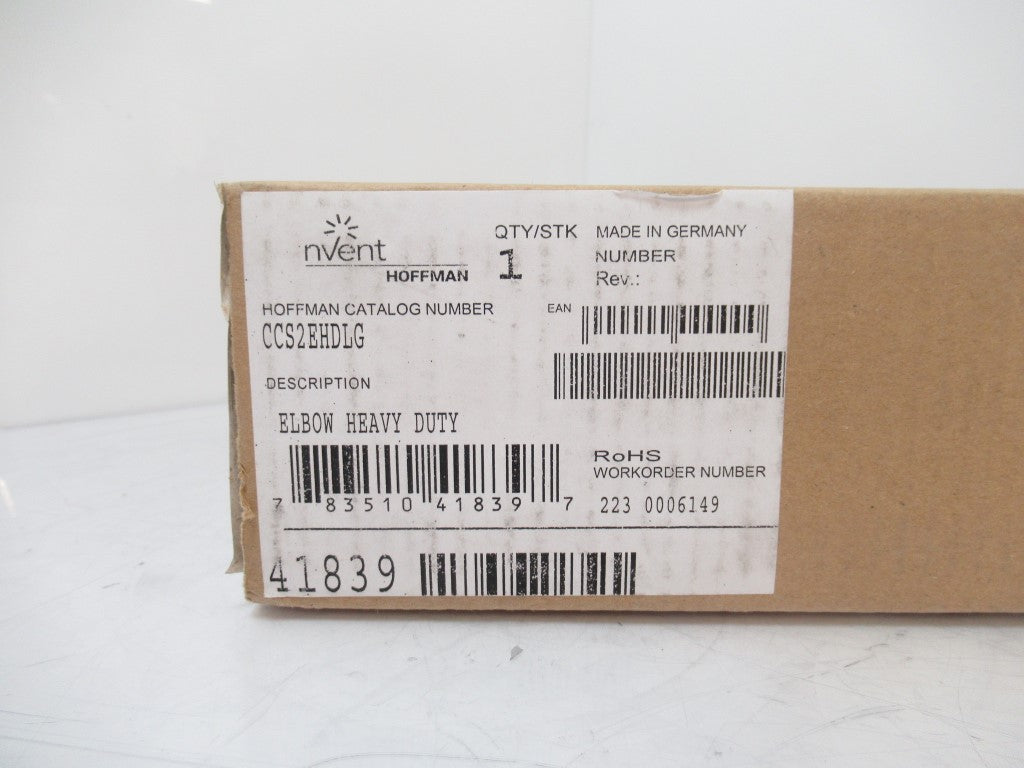 nVent
HOFFMAN
QTY/STK
1
MADE IN GERMANY
NUMBER
Rev.:
HOFFMAN CATALOG NUMBER
CCS2EHDLG
EAN
DESCRIPTION
ELBOW HEAVY DUTY
7 83510 41839 7
RoHS
WORKORDER NUMBER
223 0006149
41839